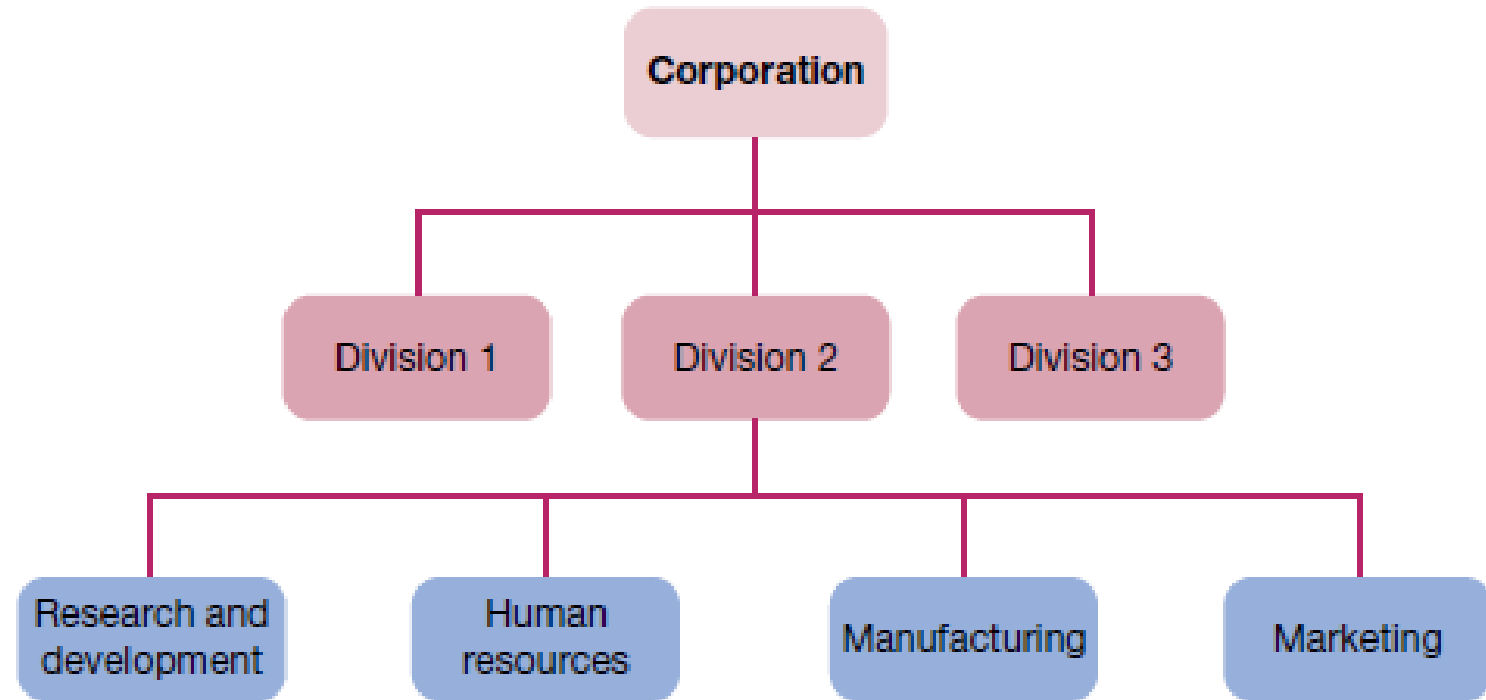 Corporation
Division 1
Division 2
Division 3
Research and
development
Human
resources
Manufacturing
Marketing